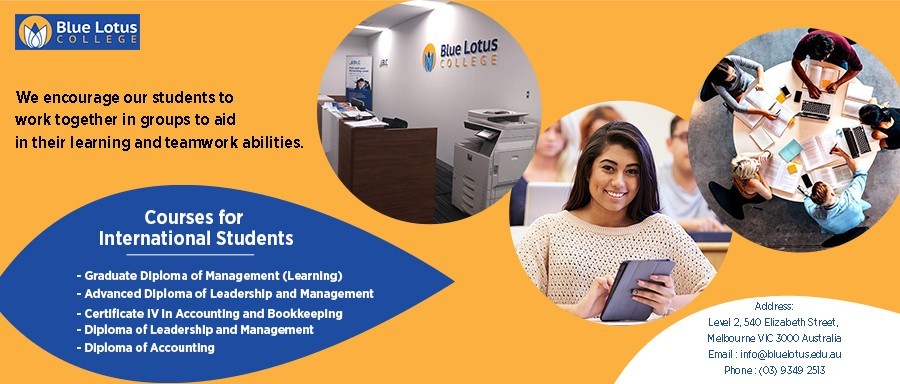 Blue Lotus
COLLEGE
We encourage our students to
work together in groups to aid
in their learning and teamwork abilities.
Blue Lotus
COLLEGE
Courses for
International Students
- Graduate Diploma of Management (Learning)
- Advanced Diploma of Leadership and Management
- Certificate IV in Accounting and Bookkeeping
- Diploma of Leadership and Management
- Diploma of Accounting
Address:
Level 2, 540 Elizabeth Street,
Melbourne VIC 3000 Australia
Email : info@bluelotus.edu.au
Phone : (03) 9349 2513